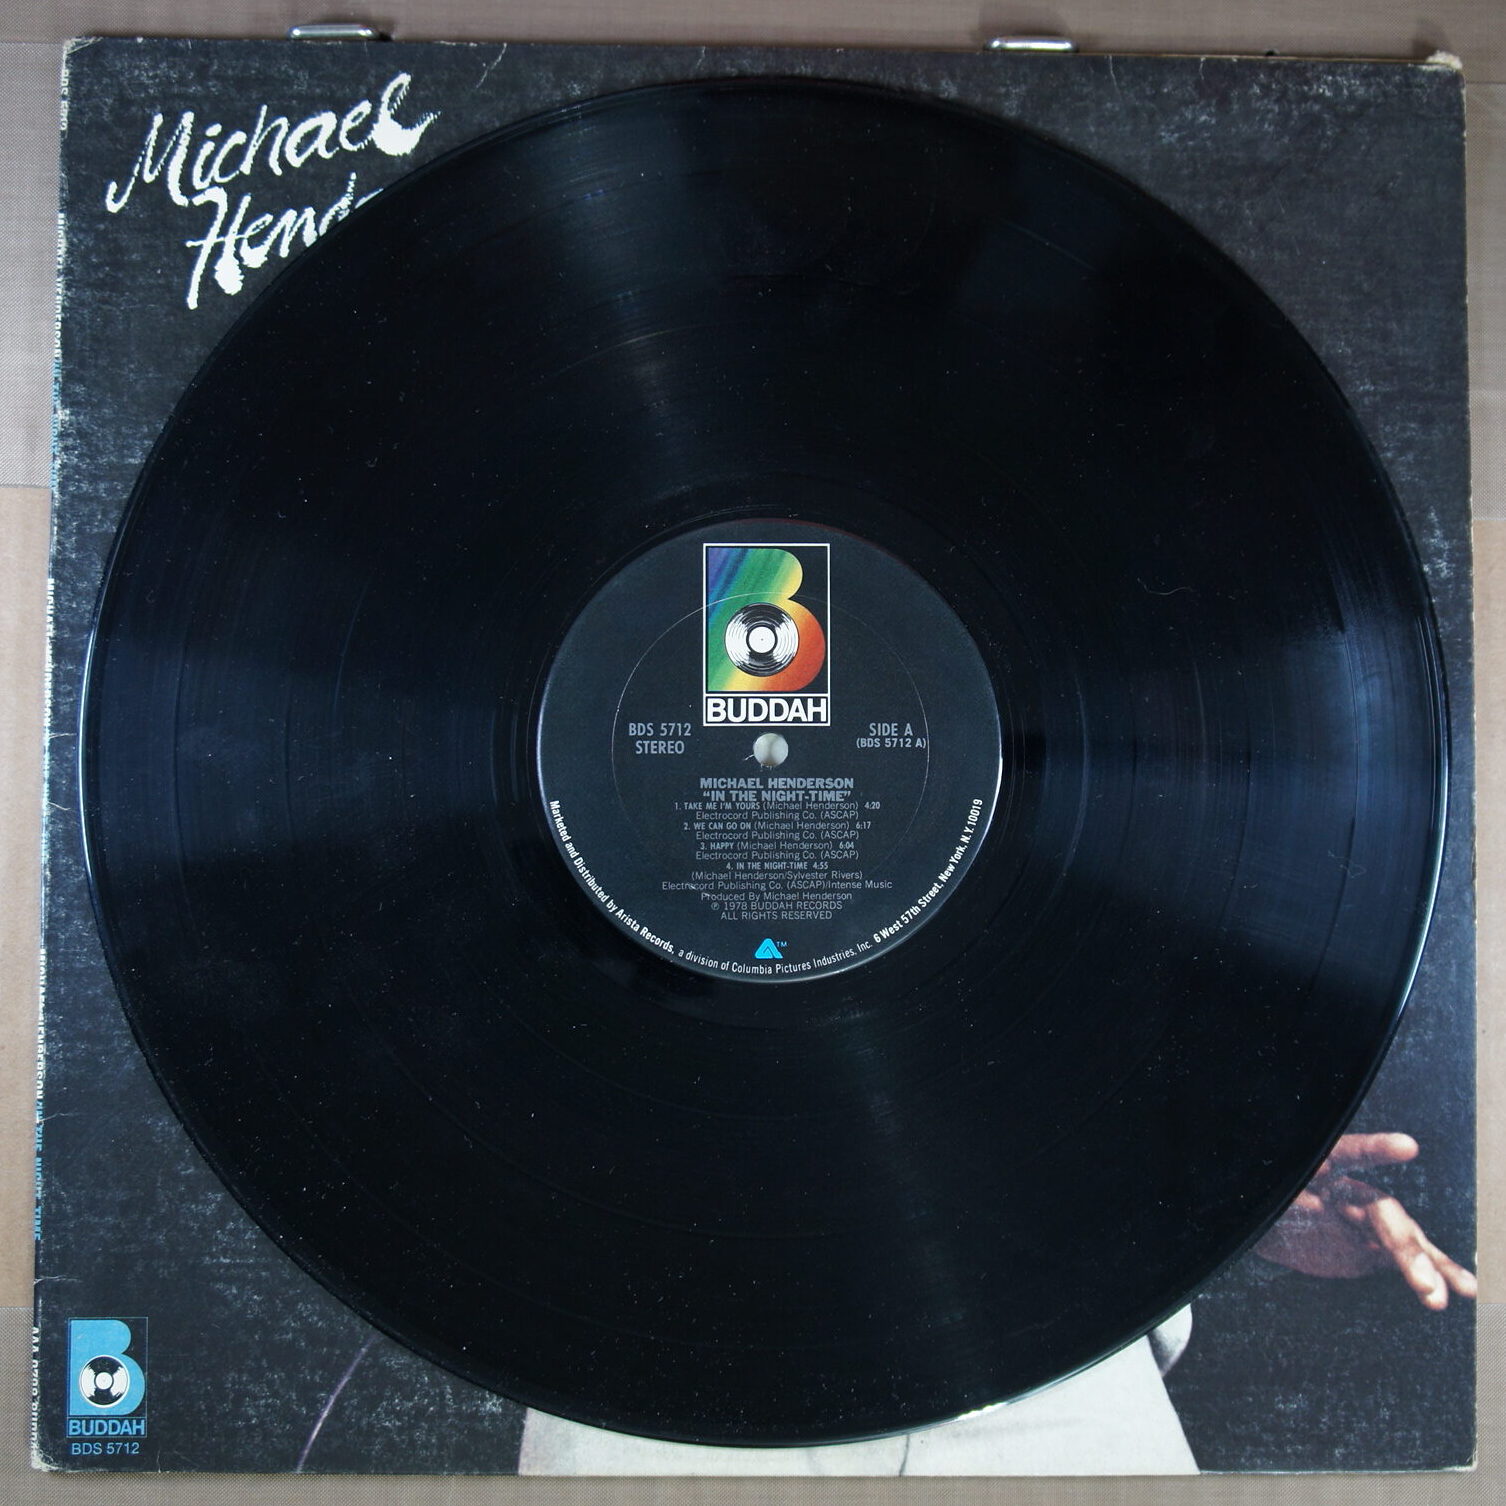 Michael
Hend
BUDDAH
BDS 5712
STEREO
SIDE A
(BDS 5712 A)
MICHAEL HENDERSON
“IN THE NIGHT-TIME”
1. TAKE ME I'M YOURS (Michael Henderson) 4:20
Electrocord Publishing Co. (ASCAP)
2. WE CAN GO ON (Michael Henderson) 6:17
Electrocord Publishing Co. (ASCAP)
3. HAPPY (Michael Henderson) 6:04
Electrocord Publishing Co. (ASCAP)
4. IN THE NIGHT-TIME 4:55
(Michael Henderson/Sylvester Rivers)
Electrocord Publishing Co. (ASCAP)/Intense Music
Produced By Michael Henderson
℗ 1978 BUDDAH RECORDS
ALL RIGHTS RESERVED
TM
Marketed and Distributed by Arista Records, a division of Columbia Pictures Industries, Inc. 6 West 57th Street, New York, N.Y. 10019
BUDDAH
BDS 5712